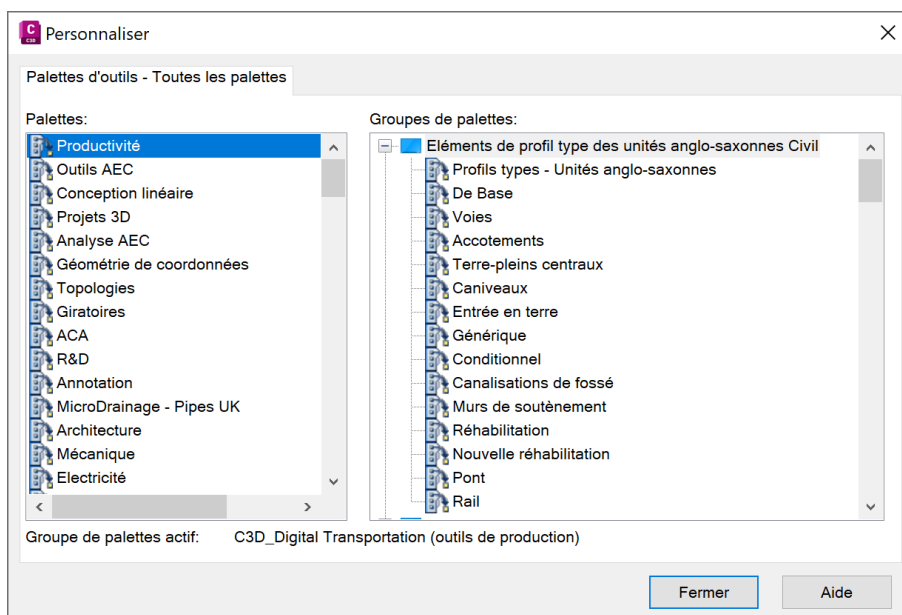 C
C3D
Personnaliser
Palettes d'outils - Toutes les palettes
Palettes:
Productivité
Outils AEC
Conception linéaire
Projets 3D
Analyse AEC
Géométrie de coordonnées
Topologies
Giratoires
ACA
R&D
Annotation
MicroDrainage - Pipes UK
Architecture
Mécanique
Electricité
Groupes de palettes:
Eléments de profil type des unités anglo-saxonnes Civil
Profils types - Unités anglo-saxonnes
De Base
Voies
Accotements
Terre-pleins centraux
Caniveaux
Entrée en terre
Générique
Conditionnel
Canalisations de fossé
Murs de soutènement
Réhabilitation
Nouvelle réhabilitation
Pont
Rail
Groupe de palettes actif: C3D_Digital Transportation (outils de production)
Fermer
Aide